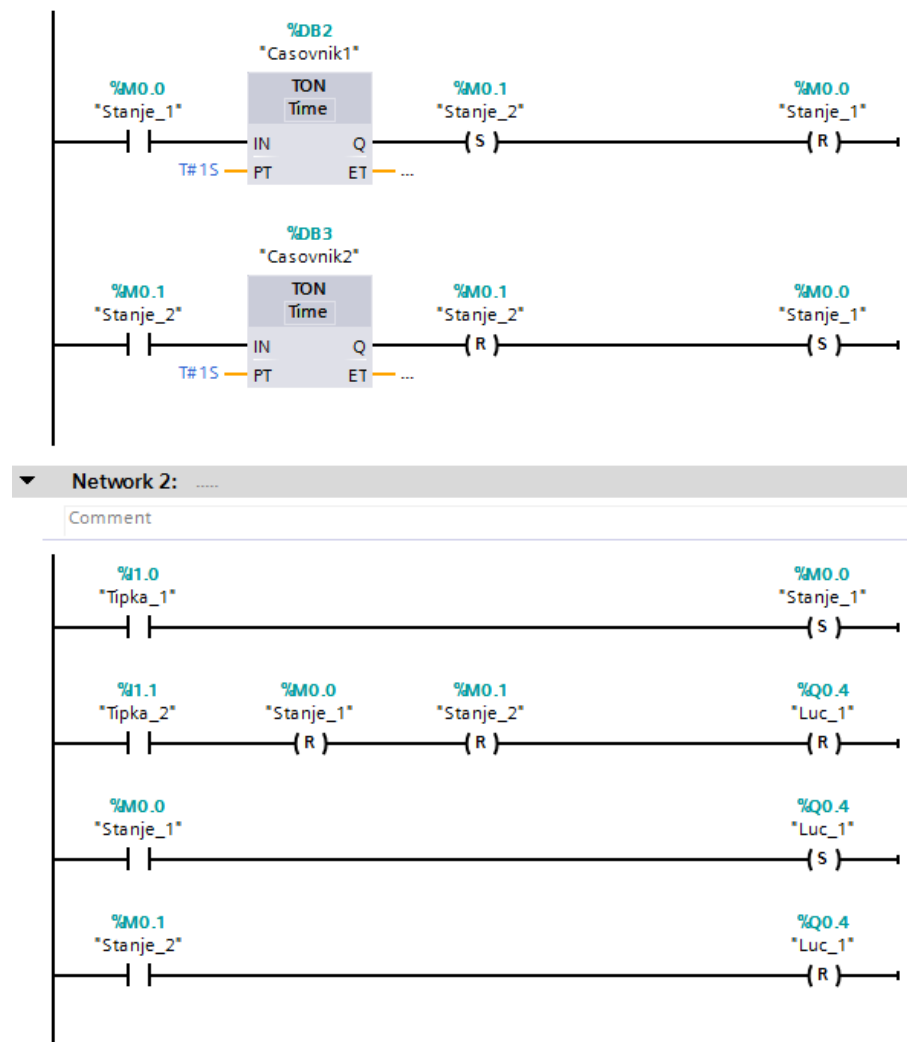 %DB2
"Casovnik1"
%M0.0 TON %M0.1 %M0.0
"Stanje_1" Time "Stanje_2" "Stanje_1"
IN Q S R
T#1S PT ET ...
%DB3
"Casovnik2"
%M0.1 TON %M0.1 %M0.0
"Stanje_2" Time "Stanje_2" "Stanje_1"
IN Q R S
T#1S PT ET ...
Network 2: .....
Comment
%I1.0 %M0.0
"Tipka_1" "Stanje_1"
S
%I1.1 %M0.0 %M0.1 %Q0.4
"Tipka_2" "Stanje_1" "Stanje_2" "Luc_1"
R R R
%M0.0 %Q0.4
"Stanje_1" "Luc_1"
S
%M0.1 %Q0.4
"Stanje_2" "Luc_1"
R